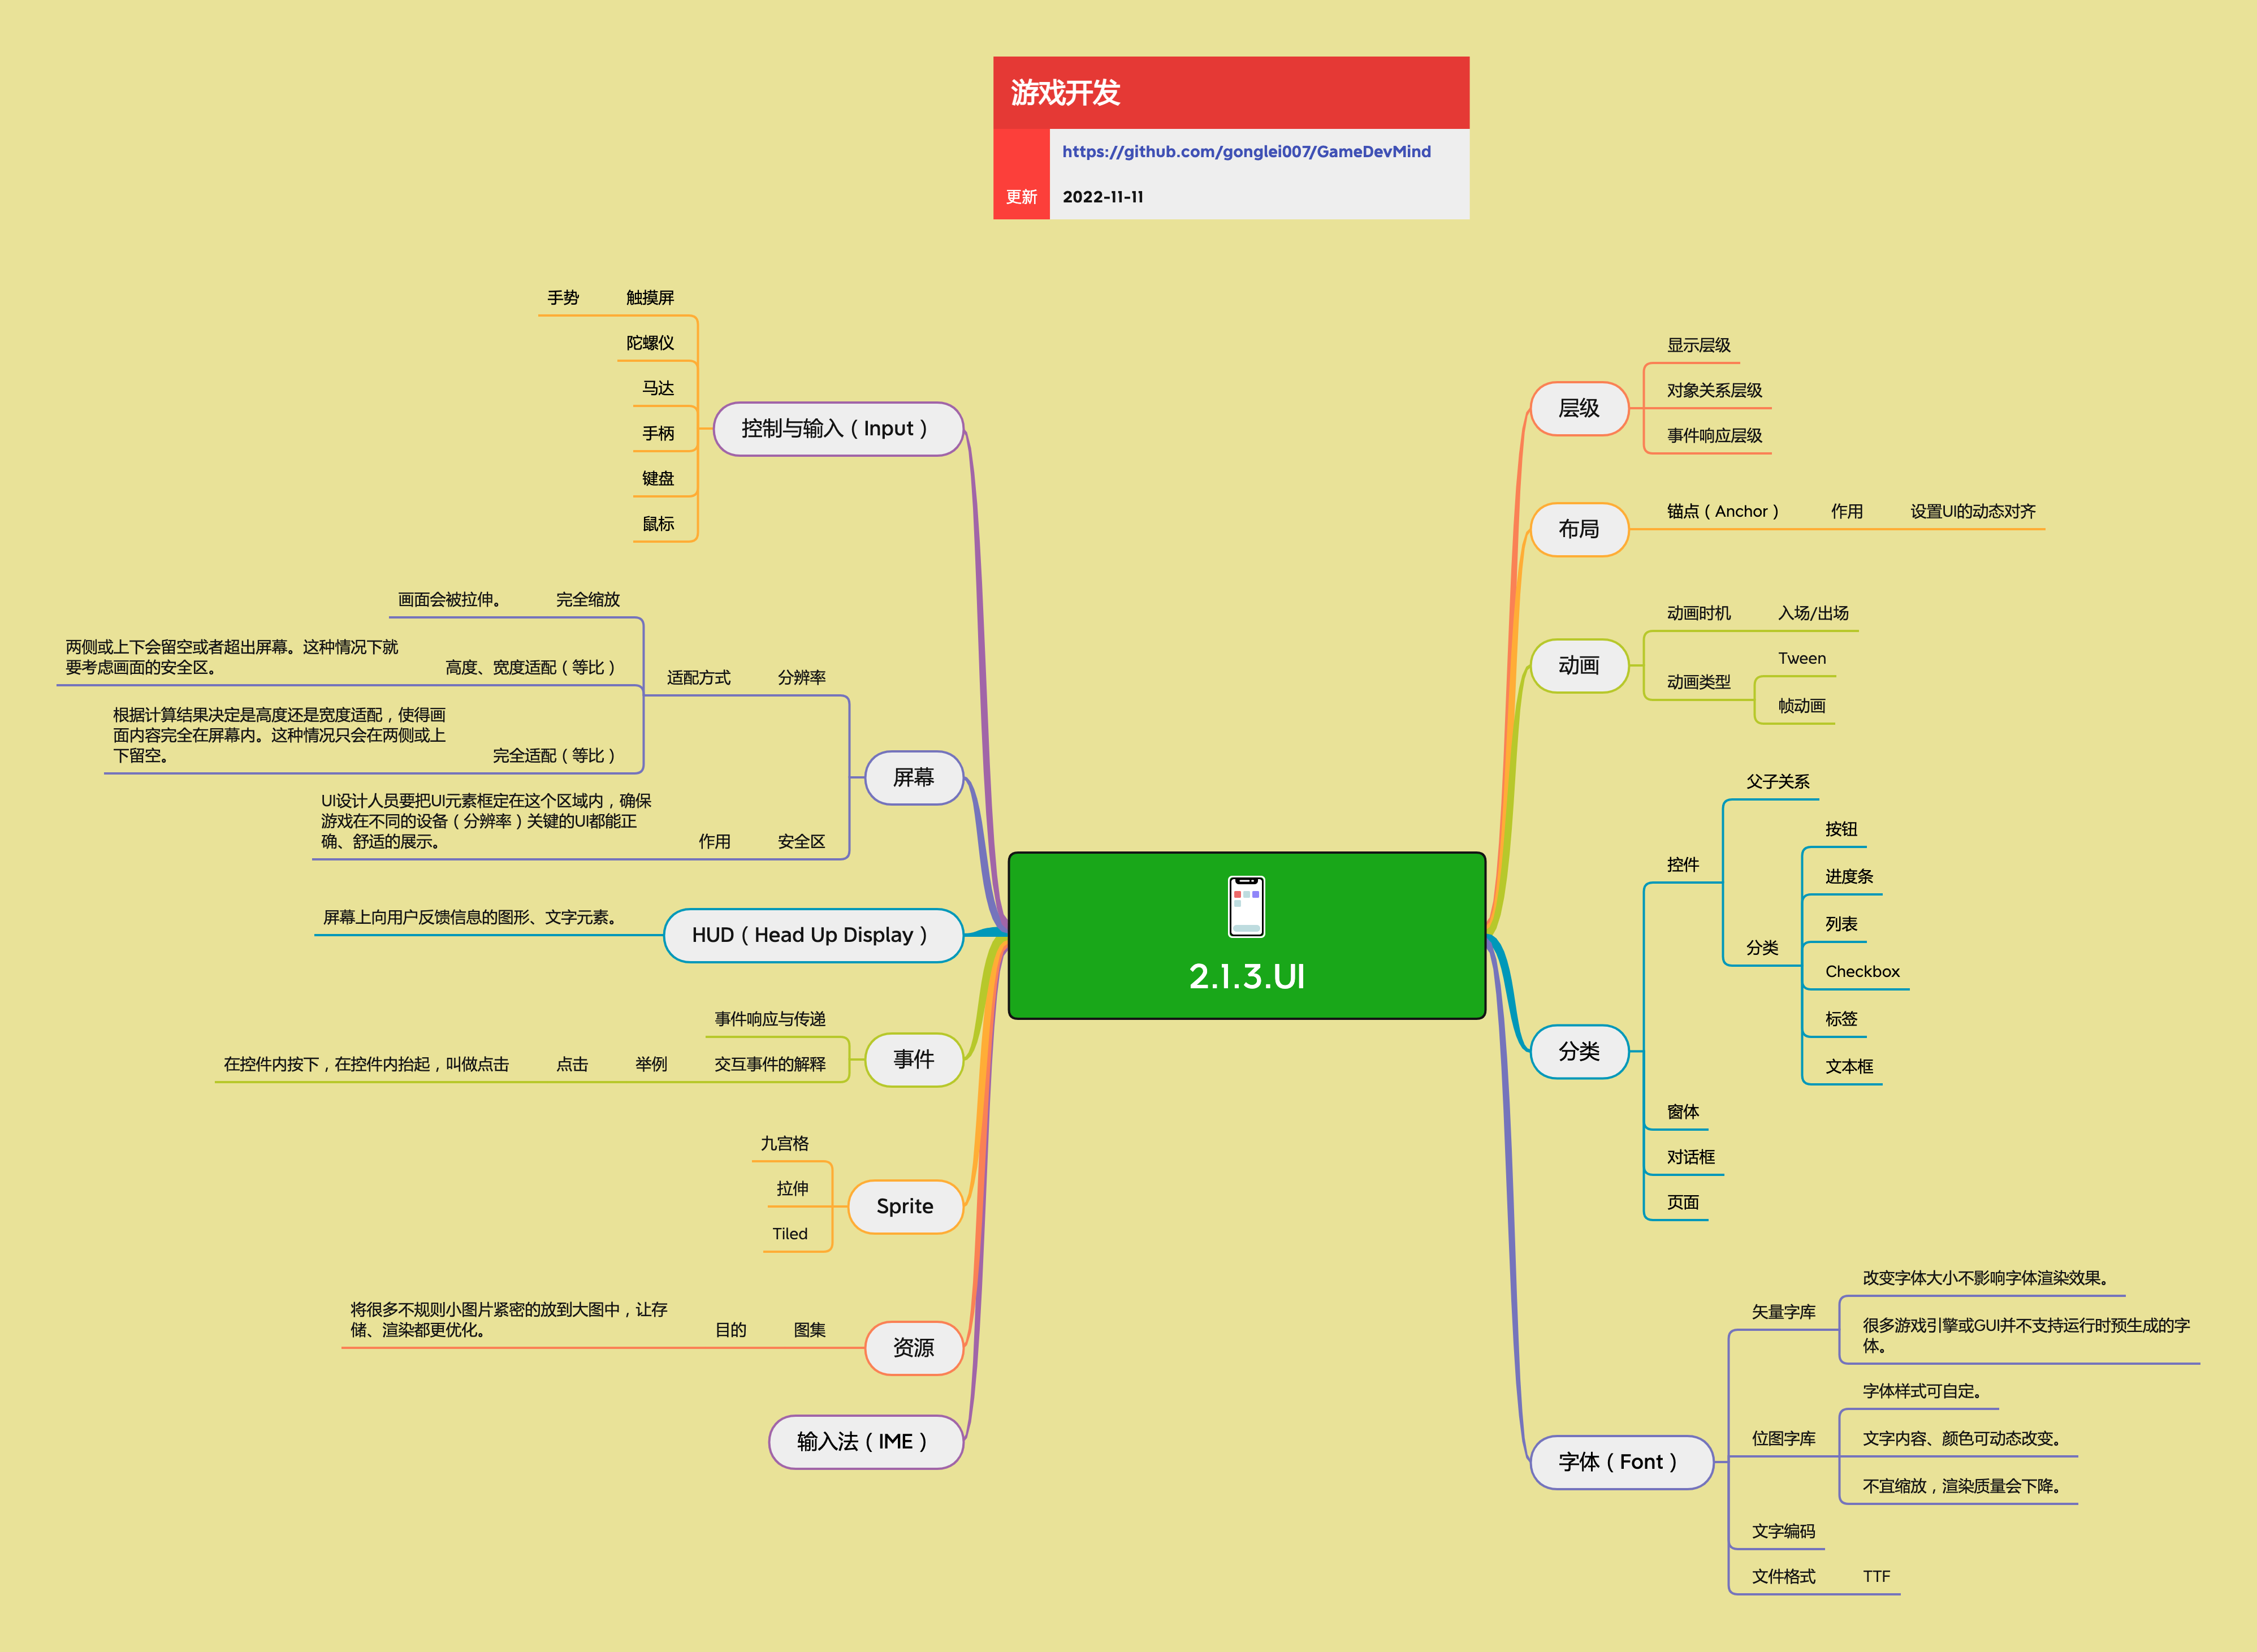 游戏开发
https://github.com/gonglei007/GameDevMind
更新
2022-11-11
2.1.3.UI
层级
显示层级
对象关系层级
事件响应层级
布局
锚点（Anchor）
作用
设置UI的动态对齐
动画
动画时机
入场/出场
动画类型
Tween
帧动画
分类
控件
父子关系
分类
按钮
进度条
列表
Checkbox
标签
文本框
窗体
对话框
页面
字体（Font）
矢量字库
改变字体大小不影响字体渲染效果。
很多游戏引擎或GUI并不支持运行时预生成的字
体。
位图字库
字体样式可自定。
文字内容、颜色可动态改变。
不宜缩放，渲染质量会下降。
文字编码
文件格式
TTF
控制与输入（Input）
触摸屏
手势
陀螺仪
马达
手柄
键盘
鼠标
屏幕
分辨率
适配方式
完全缩放
画面会被拉伸。
高度、宽度适配（等比）
两侧或上下会留空或者超出屏幕。这种情况下就
要考虑画面的安全区。
完全适配（等比）
根据计算结果决定是高度还是宽度适配，使得画
面内容完全在屏幕内。这种情况只会在两侧或上
下留空。
安全区
作用
UI设计人员要把UI元素框定在这个区域内，确保
游戏在不同的设备（分辨率）关键的UI都能正
确、舒适的展示。
HUD（Head Up Display）
屏幕上向用户反馈信息的图形、文字元素。
事件
事件响应与传递
交互事件的解释
举例
点击
在控件内按下，在控件内抬起，叫做点击
Sprite
九宫格
拉伸
Tiled
资源
图集
目的
将很多不规则小图片紧密的放到大图中，让存
储、渲染都更优化。
输入法（IME）